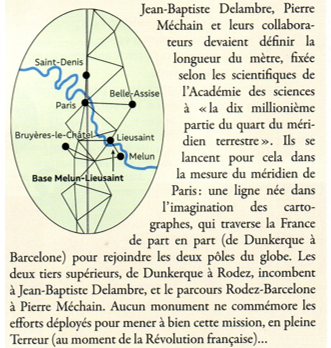 Saint-Denis
Paris
Belle-Assise
Bruyères-le-Châtel
Lieusaint
Melun
Base Melun-Lieusaint
Jean-Baptiste Delambre, Pierre
Méchain et leurs collabora-
teurs devaient définir la
longueur du mètre, fixée
selon les scientifiques de
l'Académie des sciences
à « la dix millionième
partie du quart du méri-
dien terrestre ». Ils se
lancent pour cela dans
la mesure du méridien de
Paris : une ligne née dans
l'imagination des carto-
graphes, qui traverse la France
de part en part (de Dunkerque à
Barcelone) pour rejoindre les deux pôles du globe. Les
deux tiers supérieurs, de Dunkerque à Rodez, incombent
à Jean-Baptiste Delambre, et le parcours Rodez-Barcelone
à Pierre Méchain. Aucun monument ne commémore les
efforts déployés pour mener à bien cette mission, en pleine
Terreur (au moment de la Révolution française)...